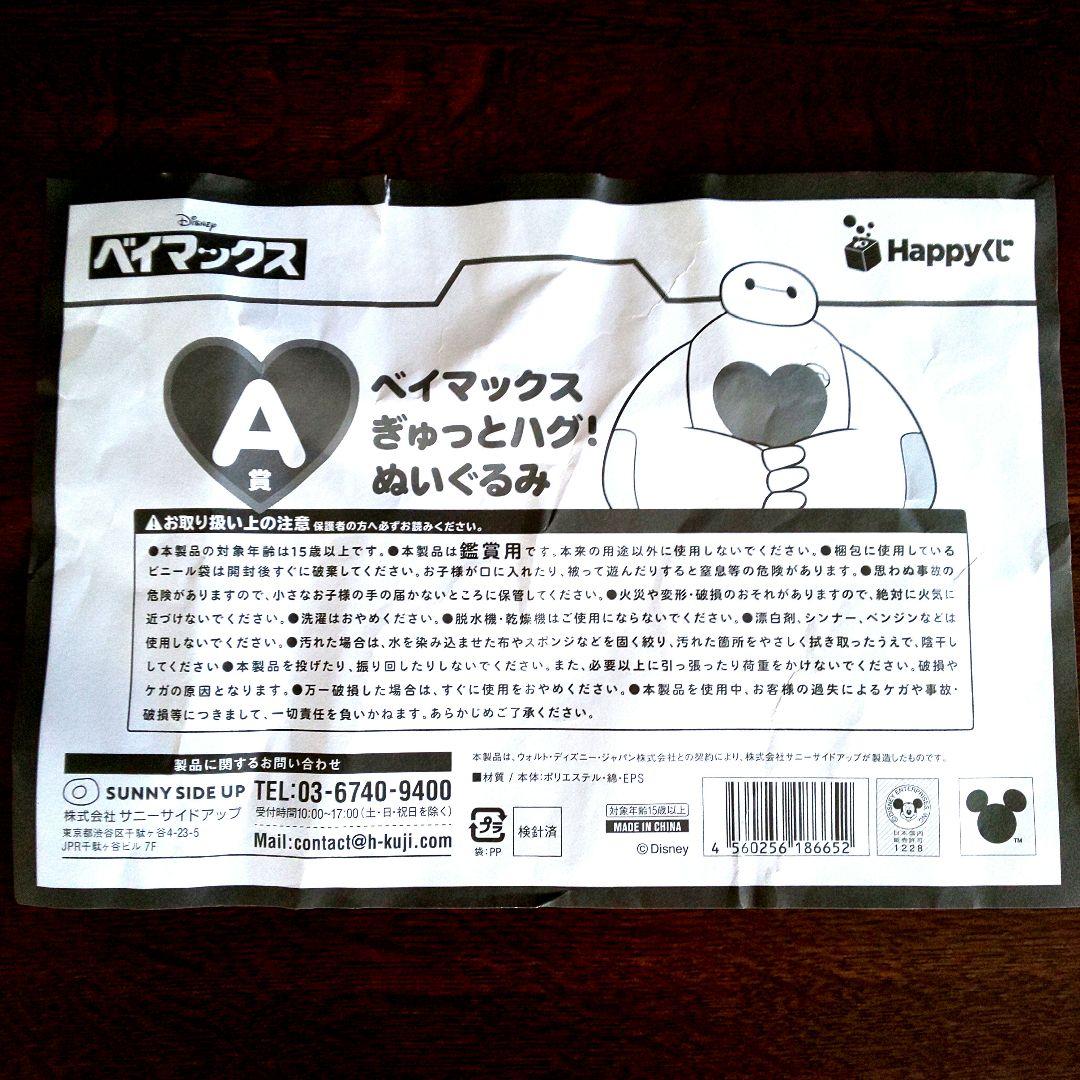 Disney
ベイマックス
Happyくじ
A
賞
ベイマックス
ぎゅっとハグ!
ぬいぐるみ
お取り扱い上の注意 保護者の方へ必ずお読みください。
●本製品の対象年齢は15歳以上です。●本製品は鑑賞用です。本来の用途以外に使用しないでください。●梱包に使用している
ビニール袋は開封後すぐに破棄してください。お子様が口に入れたり、被って遊んだりすると窒息等の危険があります。●思わぬ事故の
危険がありますので、小さなお子様の手の届かないところに保管してください。●火災や変形・破損のおそれがありますので、絶対に火気に
近づけないでください。●洗濯はおやめください。●脱水機・乾燥機はご使用にならないでください。●漂白剤、シンナー、ベンジンなどは
使用しないでください。●汚れた場合は、水を染み込ませた布やスポンジなどを固く絞り、汚れた箇所をやさしく拭き取ったうえで、陰干し
してください●本製品を投げたり、振り回したりしないでください。また、必要以上に引っ張ったり荷重をかけないでください。破損や
ケガの原因となります。●万一破損した場合は、すぐに使用をおやめください。●本製品を使用中、お客様の過失によるケガや事故・
破損等につきまして、一切責任を負いかねます。あらかじめご了承ください。
製品に関するお問い合わせ
SUNNY SIDE UP
株式会社 サニーサイドアップ
東京都渋谷区千駄ヶ谷4-23-5
JPR千駄ヶ谷ビル 7F
TEL:03-6740-9400
受付時間10:00~17:00(土・日・祝日を除く)
Mail:contact@h-kuji.com
本製品は、ウォルト・ディズニー・ジャパン株式会社との契約により、株式会社サニーサイドアップが製造したものです。
■材質 / 本体:ポリエステル・綿・EPS
プラ
袋:PP
検針済
対象年齢15歳以上
MADE IN CHINA
©Disney
4 560256 186652
©DISNEY ENTERPRISES INC.
日本国内
販売許可
1228
TM